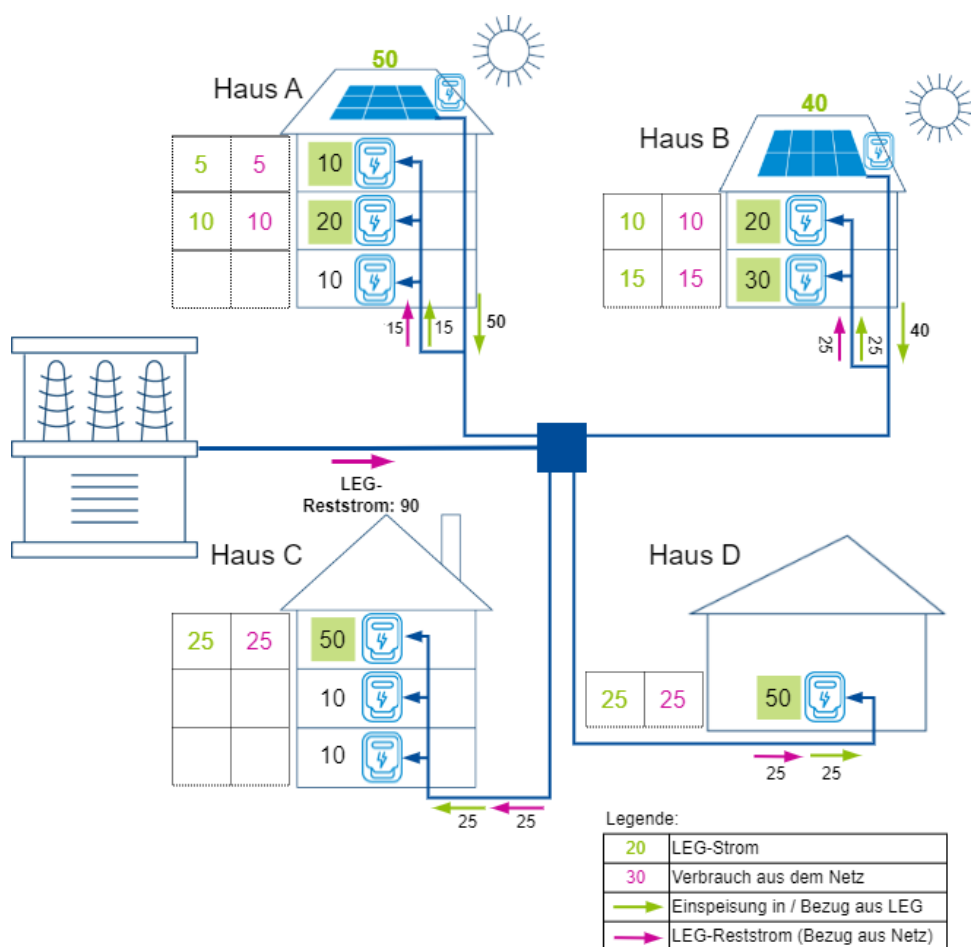 50
Haus A
5 5 10
10 10 20
10
15 15 50
40
Haus B
10 10 20
15 15 30
25 25 40
LEG-
Reststrom: 90
Haus C
25 25 50
10
10
25 25
Haus D
25 25 50
25 25
Legende:
20 LEG-Strom
30 Verbrauch aus dem Netz
Einspeisung in / Bezug aus LEG
LEG-Reststrom (Bezug aus Netz)